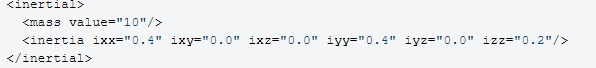 <inertial>
<mass value="10"/>
<inertia ixx="0.4" ixy="0.0" ixz="0.0" iyy="0.4" iyz="0.0" izz="0.2"/>
</inertial>